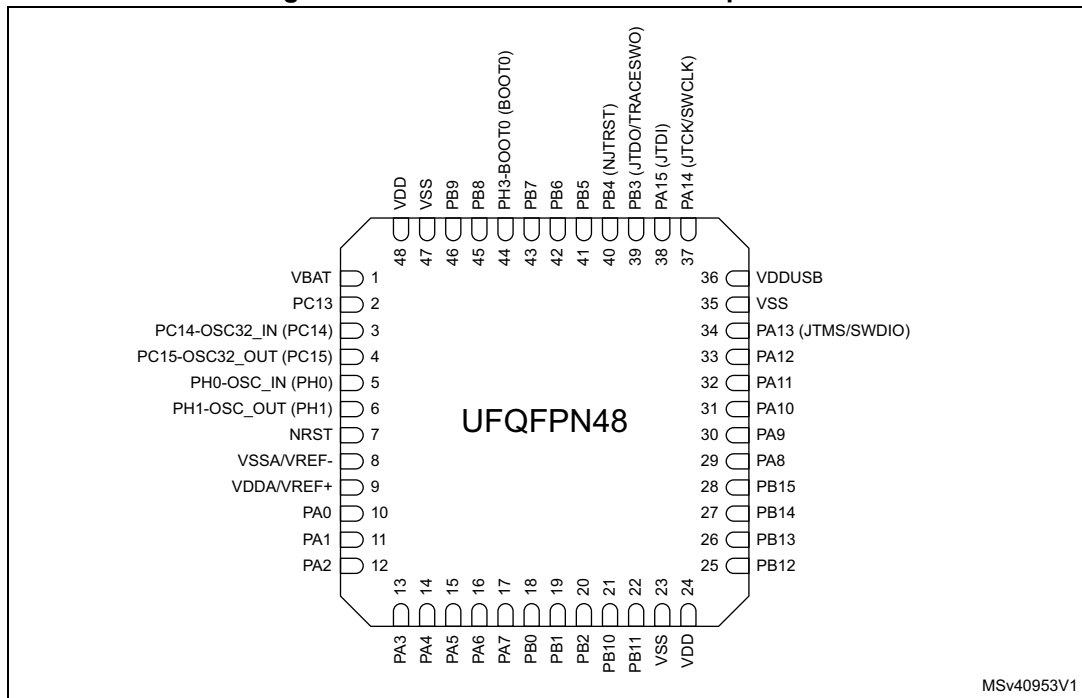 48 VDD
47 VSS
46 PB9
45 PB8
44 PH3-BOOT0 (BOOT0)
43 PB7
42 PB6
41 PB5
40 PB4 (NJTRST)
39 PB3 (JTDO/TRACESWO)
38 PA15 (JTDI)
37 PA14 (JTCK/SWCLK)
VBAT 1
PC13 2
PC14-OSC32_IN (PC14) 3
PC15-OSC32_OUT (PC15) 4
PH0-OSC_IN (PH0) 5
PH1-OSC_OUT (PH1) 6
NRST 7
VSSA/VREF- 8
VDDA/VREF+ 9
PA0 10
PA1 11
PA2 12
UFQFPN48
36 VDDUSB
35 VSS
34 PA13 (JTMS/SWDIO)
33 PA12
32 PA11
31 PA10
30 PA9
29 PA8
28 PB15
27 PB14
26 PB13
25 PB12
PA3 13
PA4 14
PA5 15
PA6 16
PA7 17
PB0 18
PB1 19
PB2 20
PB10 21
PB11 22
VSS 23
VDD 24
MSv40953V1